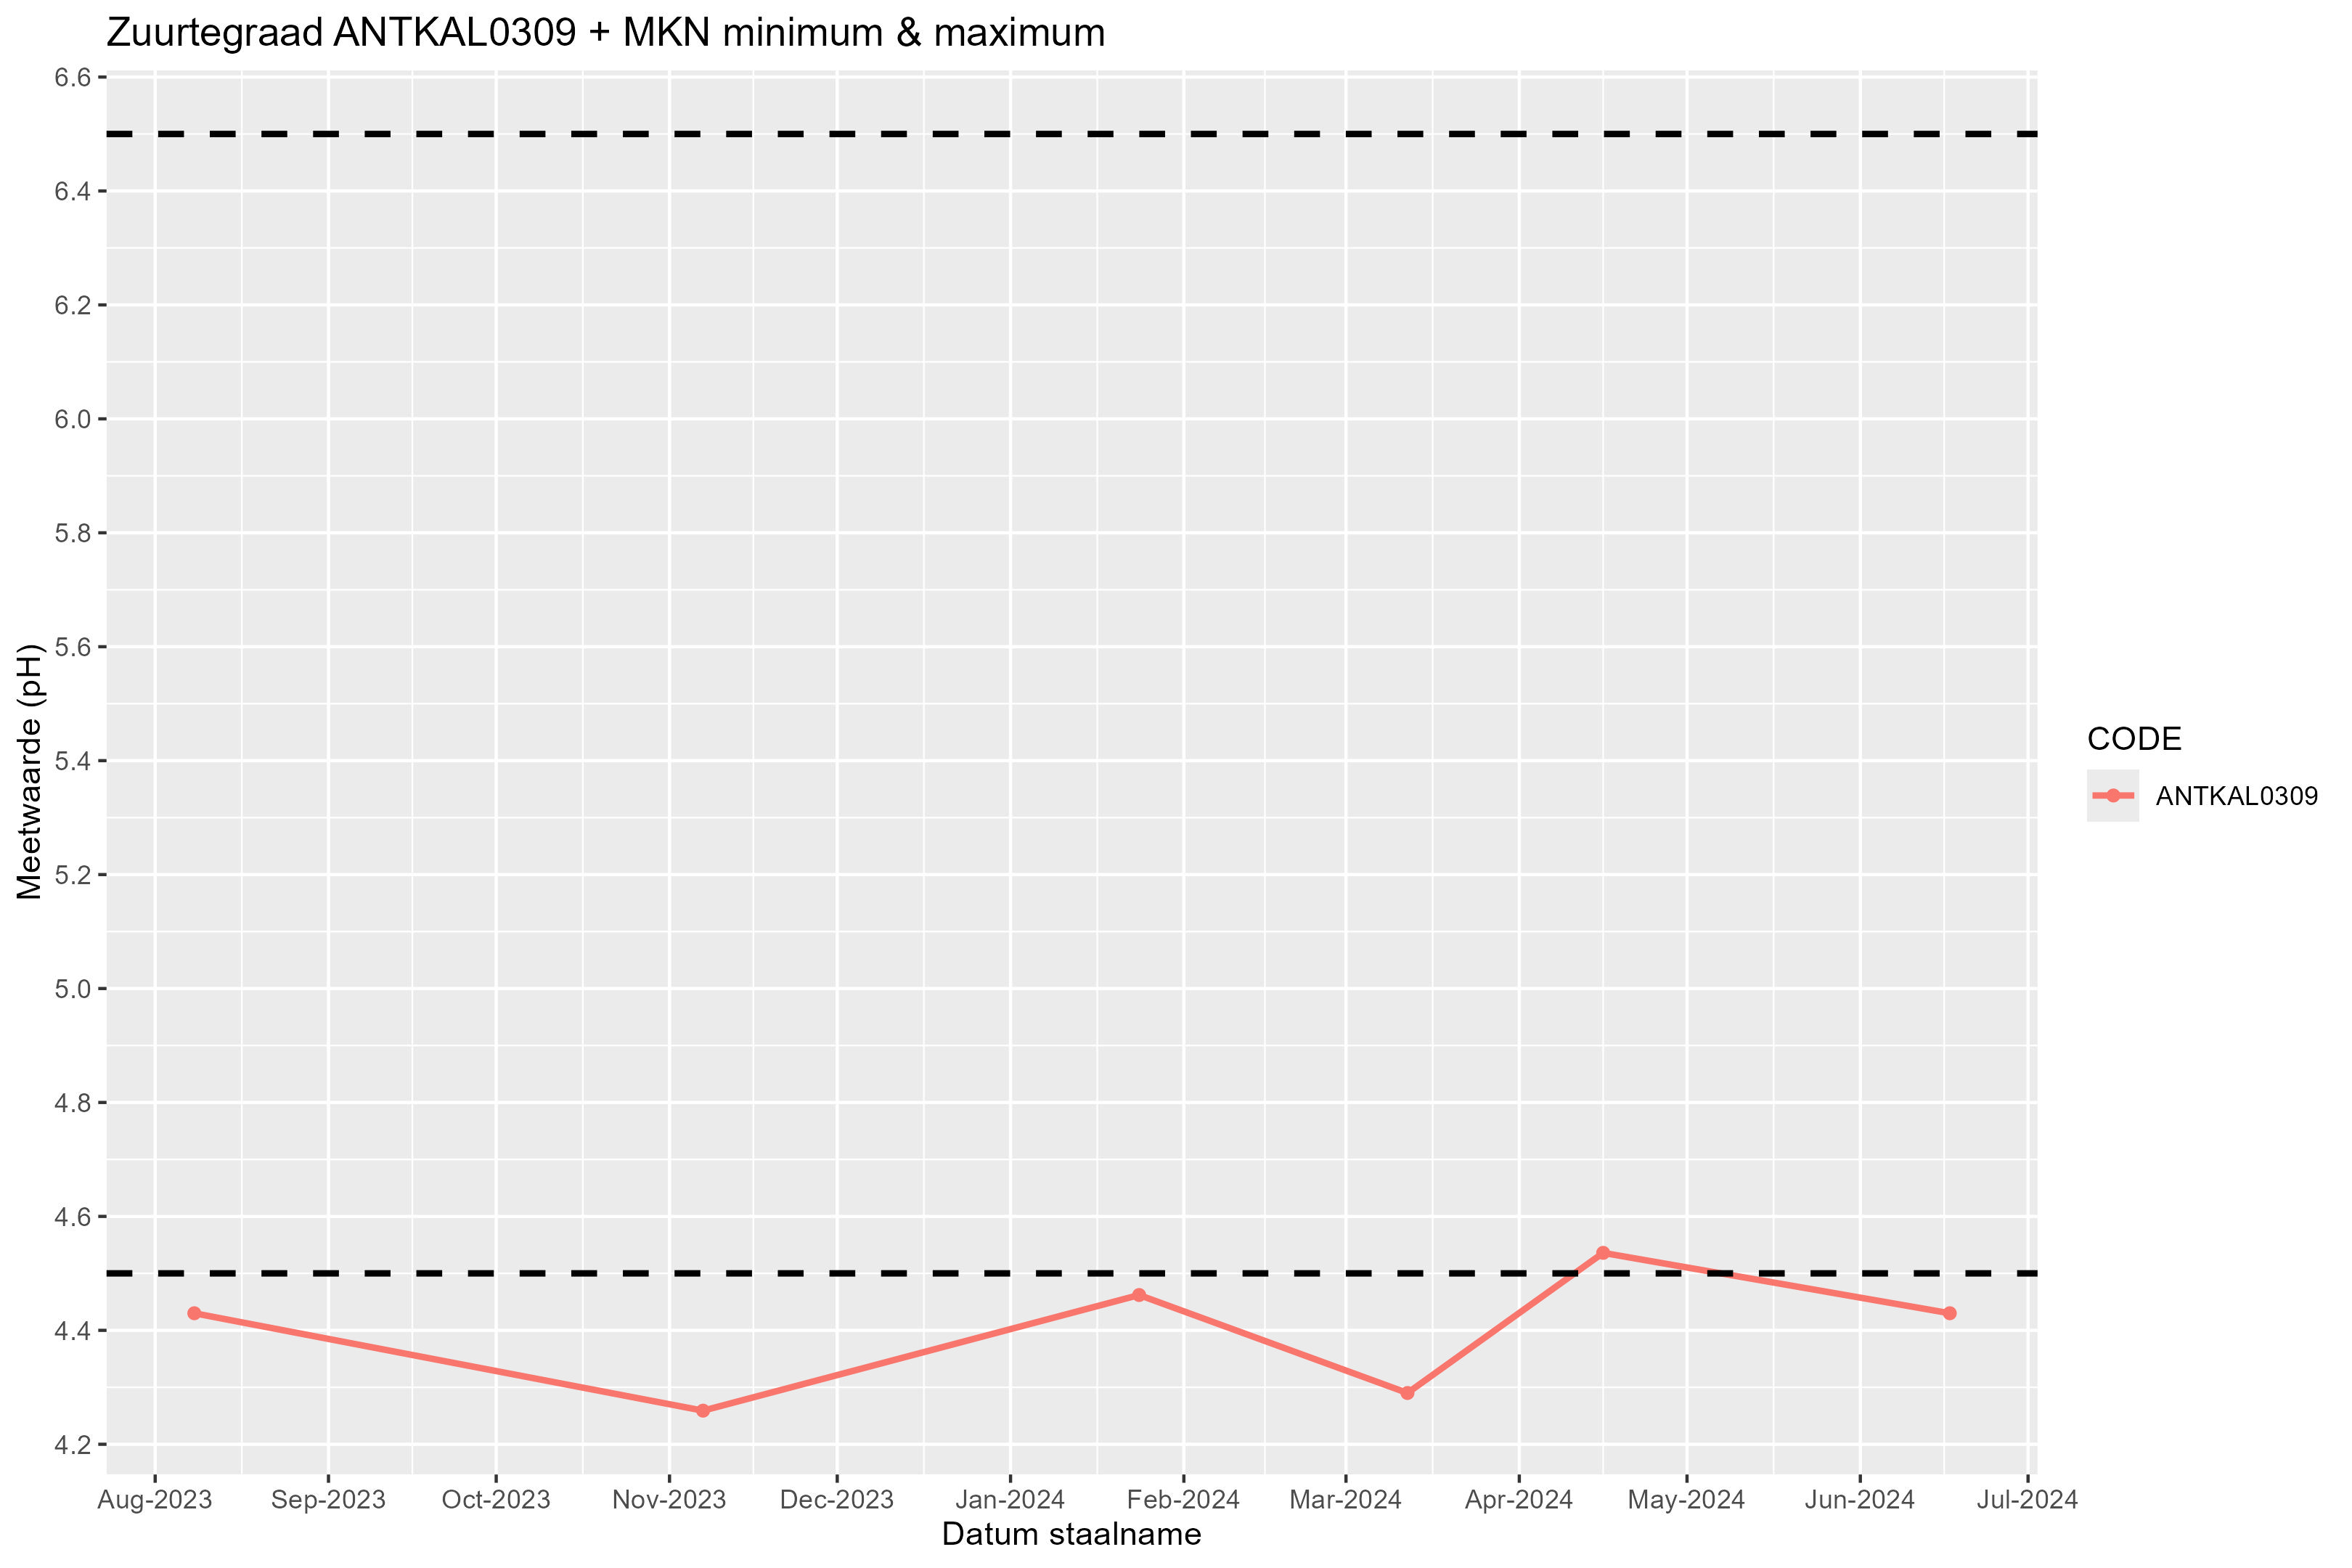 Zuurtegraad ANTKAL0309 + MKN minimum & maximum
6.6
6.4
6.2
6.0
5.8
5.6
5.4
5.2
5.0
4.8
4.6
4.4
4.2
Meetwaarde (pH)
Aug-2023 Sep-2023 Oct-2023 Nov-2023 Dec-2023 Jan-2024 Feb-2024 Mar-2024 Apr-2024 May-2024 Jun-2024 Jul-2024
Datum staalname
CODE
ANTKAL0309